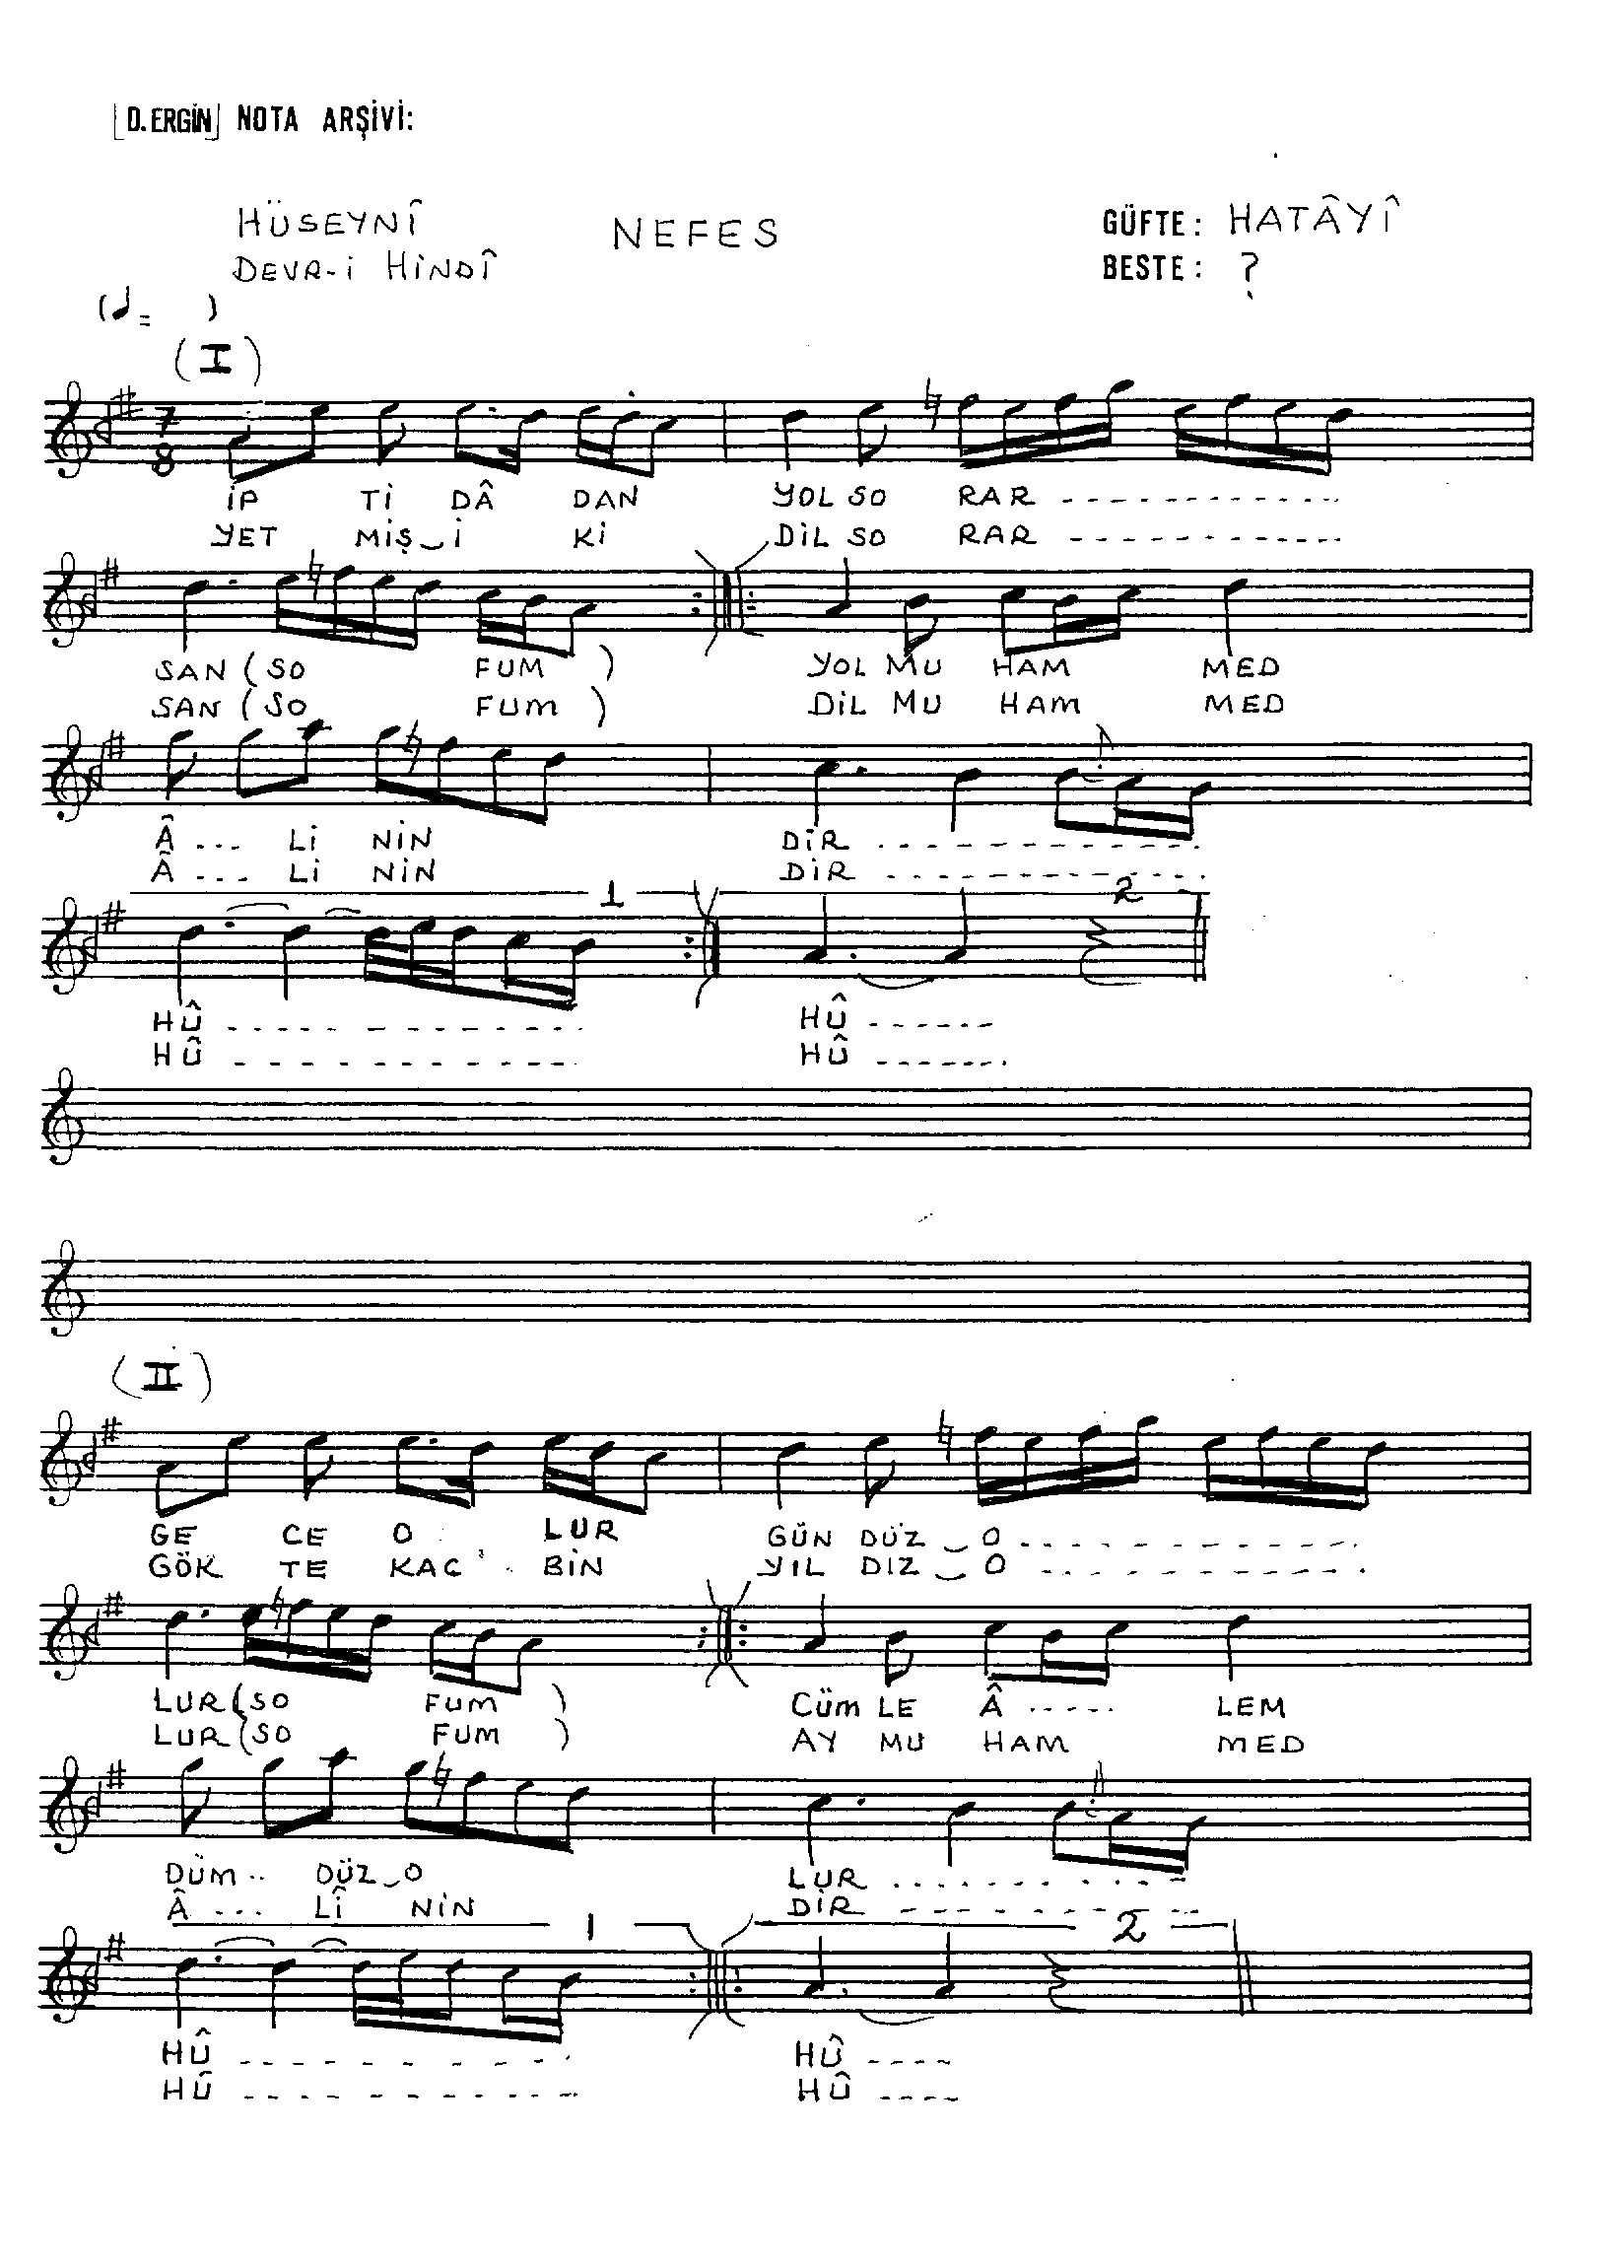 [D.ERGİN] NOTA ARŞİVİ:
HÜSEYNÎ NEFES GÜFTE: HATÂYÎ
DEVR-İ HİNDÎ BESTE: ?
(♩= )
(I)
7
8
İP Tİ DÂ DAN YOL SO RAR ------------
YET MİŞ‿İ Kİ DİL SO RAR ------------
SAN (SO FUM ) YOL MU HAM MED
SAN (SO FUM ) DİL MU HAM MED
Â ... Lİ NİN DİR ------------
Â --- Lİ NİN DİR ------------
1 2
HÛ ------------ HÛ ------
HÛ ------------ HÛ ------
(II)
GE CE O LUR GÜN DÜZ‿O ------------
GÖK TE KAÇ BİN YIL DIZ‿O ------------
LUR (SO FUM ) CÜM LE Â ----- LEM
LUR (SO FUM ) AY MU HAM MED
DÜM .. DÜZ‿O LUR ............
Â --- LÎ NİN DİR ------------
1 2
HÛ ------------ HÛ ----
HÛ ------------ HÛ ----